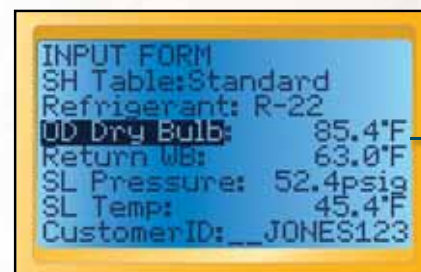 INPUT FORM
SH Table:Standard
Refrigerant: R-22
OD Dry Bulb: 85.4°F
Return WB: 63.0°F
SL Pressure: 52.4psig
SL Temp: 45.4°F
CustomerID:__JONES123